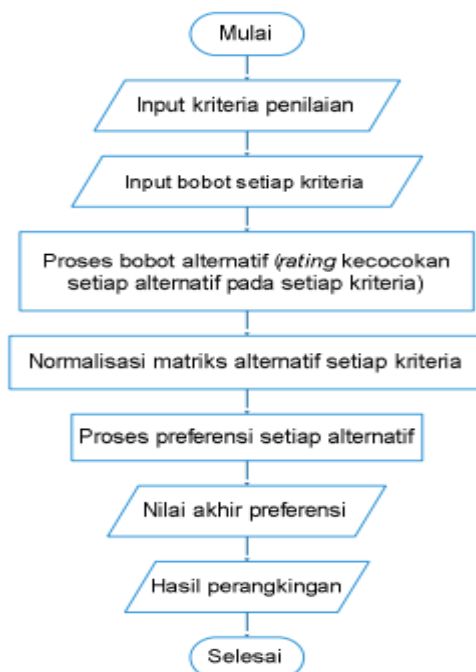 Mulai
Input kriteria penilaian
Input bobot setiap kriteria
Proses bobot alternatif (rating kecocokan
setiap alternatif pada setiap kriteria)
Normalisasi matriks alternatif setiap kriteria
Proses preferensi setiap alternatif
Nilai akhir preferensi
Hasil perangkingan
Selesai